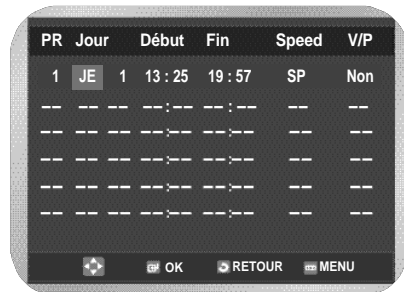 PR Jour Début Fin Speed V/P
1 JE 1 13 : 25 19 : 57 SP Non
-- -- -- --:-- -- : -- -- --
-- -- -- --:-- --:-- -- --
-- -- -- --:-- --:-- -- --
-- -- -- --:-- --:-- -- --
-- -- -- --:-- --:-- -- --
OK RETOUR MENU